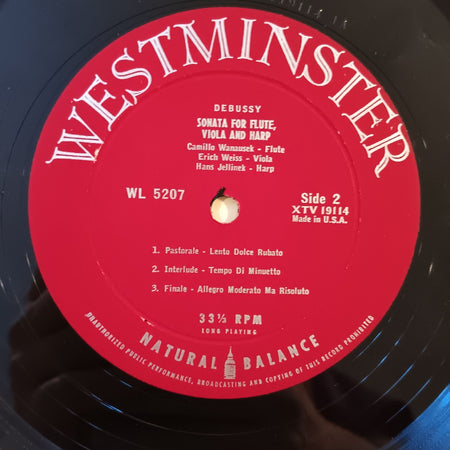 WESTMINSTER
DEBUSSY
SONATA FOR FLUTE,
VIOLA AND HARP
Camillo Wanausek - Flute
Erich Weiss - Viola
Hans Jellinek - Harp
WL 5207
Side 2
XTV 19114
Made in U.S.A.
1. Pastorale - Lento Dolce Rubato
2. Interlude - Tempo Di Minuetto
3. Finale - Allegro Moderato Ma Risoluto
33⅓ RPM
LONG PLAYING
NATURAL BALANCE
UNAUTHORIZED PUBLIC PERFORMANCE, BROADCASTING AND COPYING OF THIS RECORD PROHIBITED